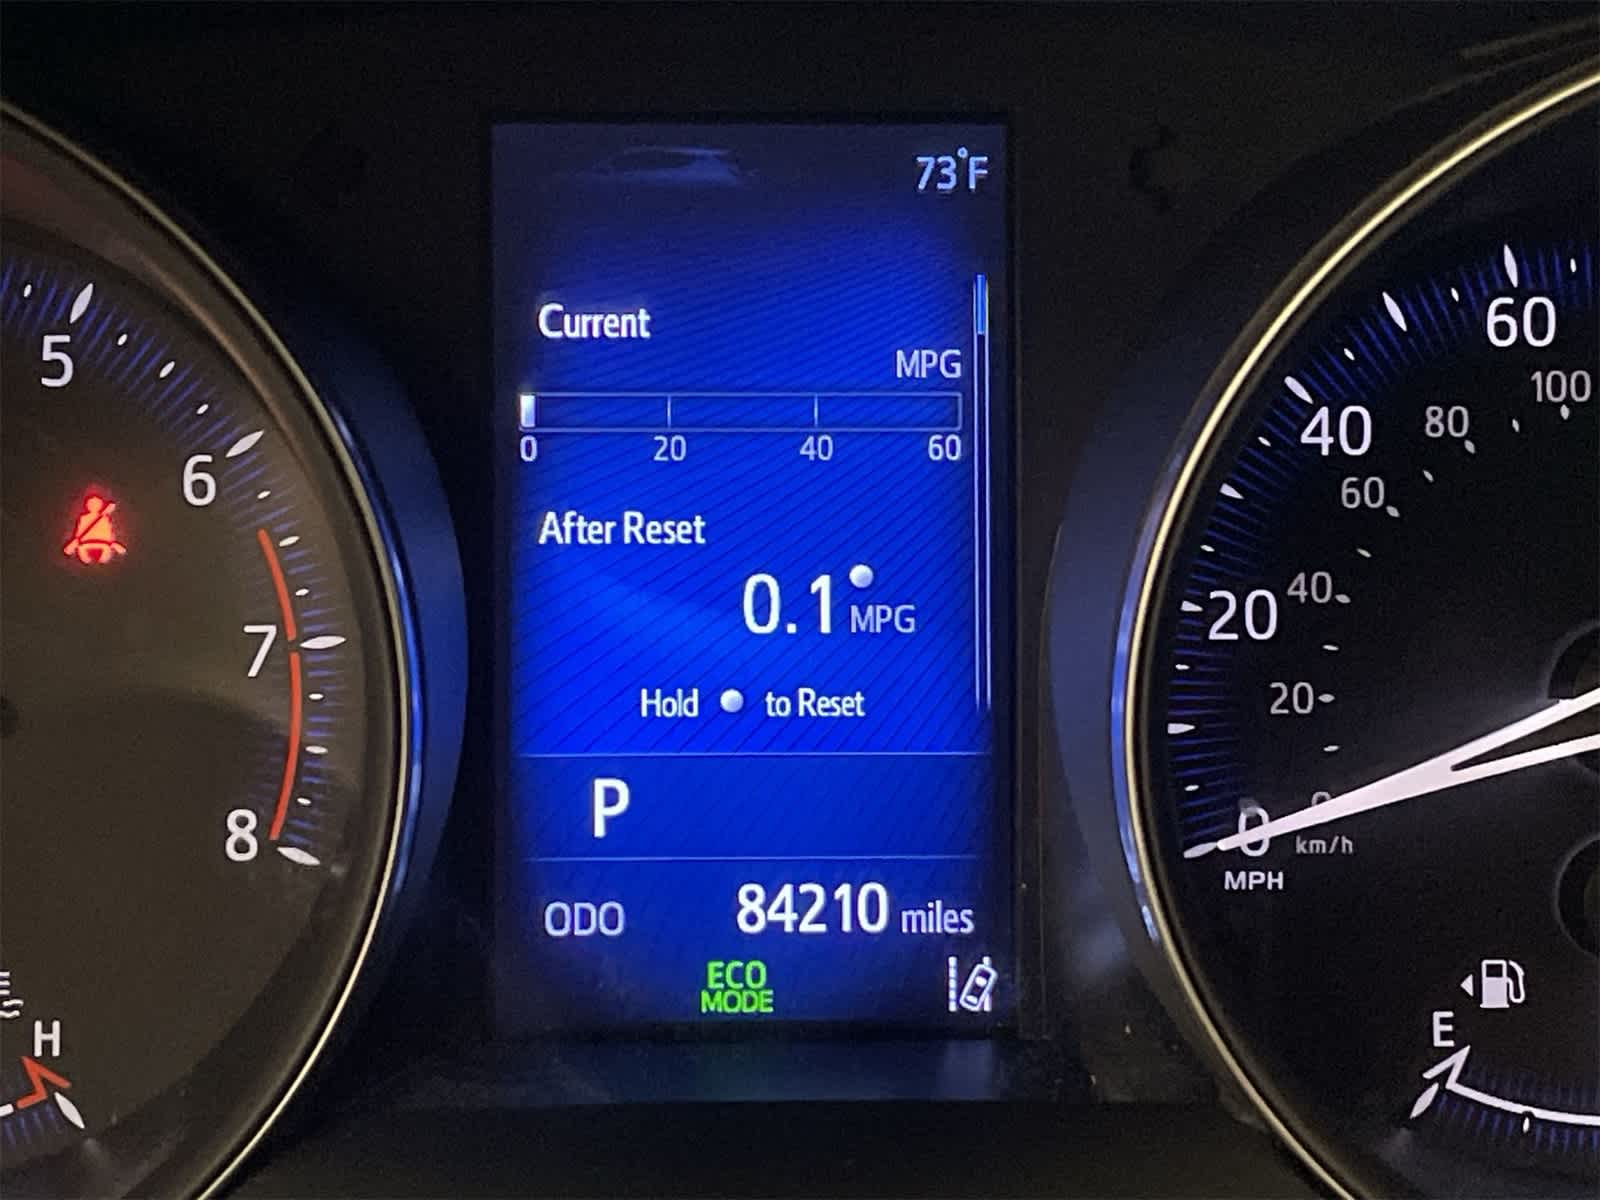 73°F
Current
MPG
0 20 40 60
After Reset
0.1 MPG
Hold to Reset
P
ODO 84210 miles
ECO
MODE
5
6
7
8
H
60
40
20
0
MPH
100
80
60
40
20
0
km/h
E